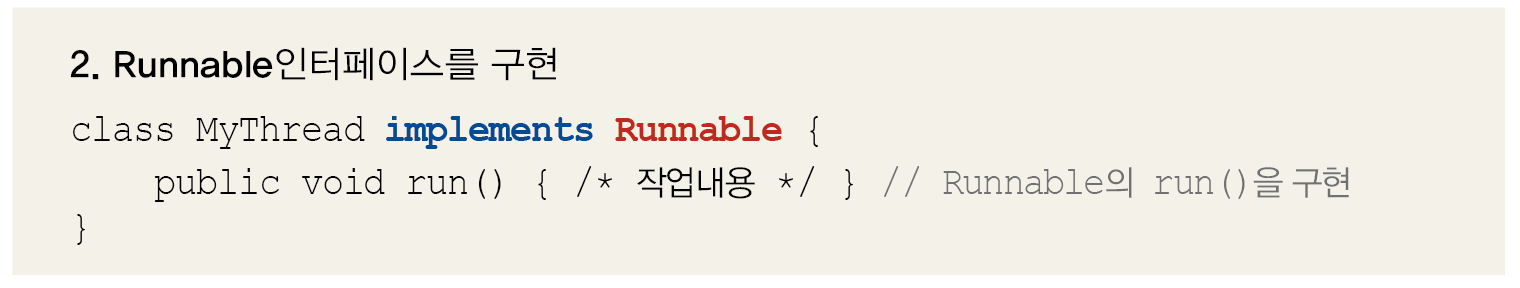 2. Runnable인터페이스를 구현
class MyThread implements Runnable {
    public void run() { /* 작업내용 */ } // Runnable의 run()을 구현
}